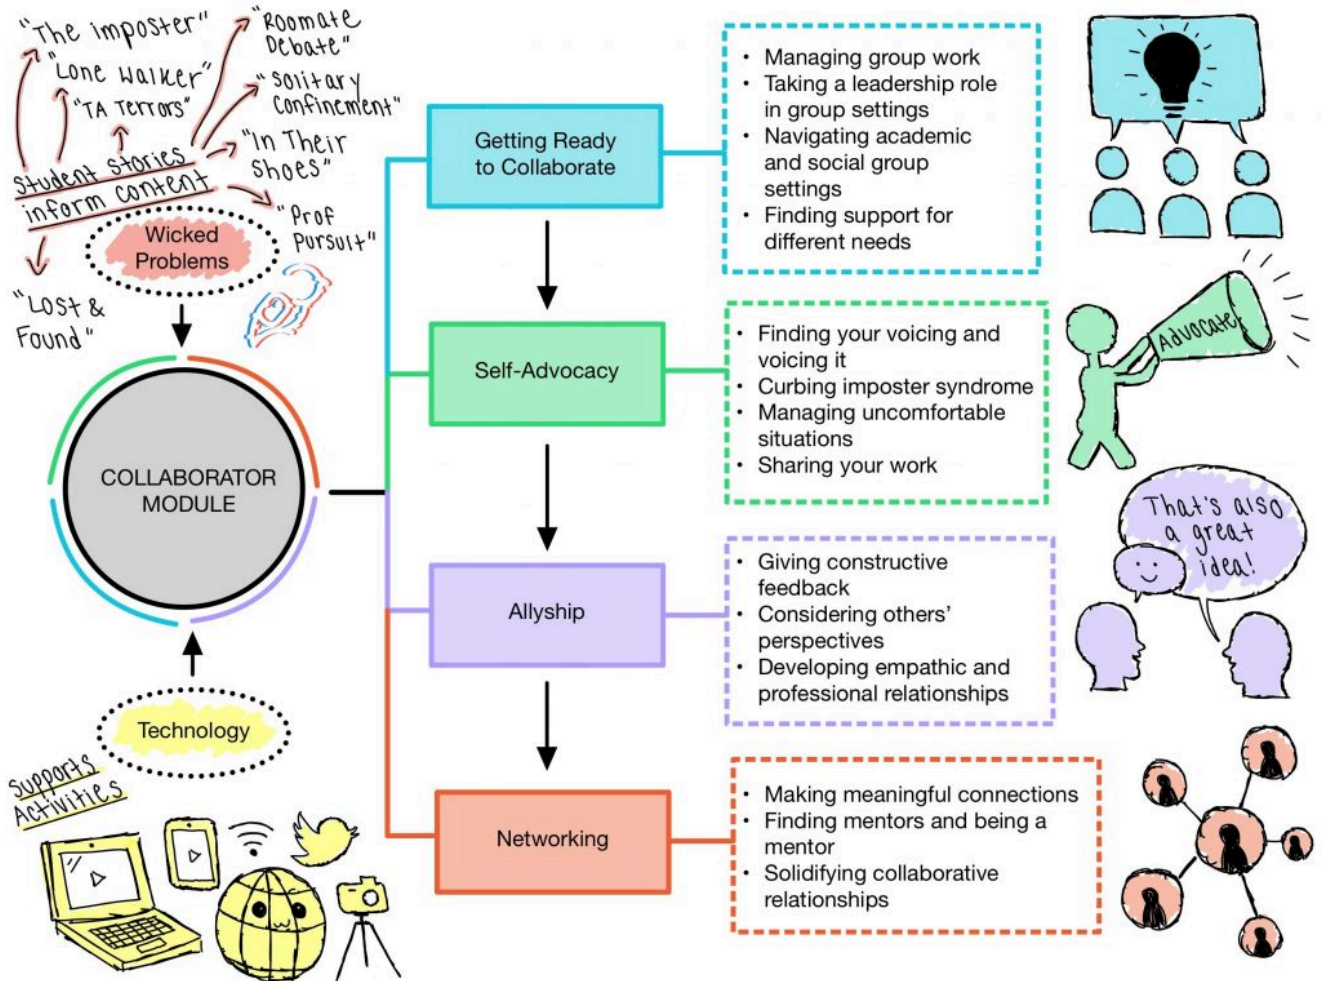 "The imposter"
"Lone Walker"
"TA Terrors"
"Roomate
Debate"
"Solitary
Confinement"
"In Their
Shoes"
"Prof
Pursuit"
Student Stories
inform content
"Lost &
Found"
Wicked
Problems
COLLABORATOR
MODULE
Technology
Supports
Activities
Getting Ready
to Collaborate
• Managing group work
• Taking a leadership role
in group settings
• Navigating academic
and social group
settings
• Finding support for
different needs
Self-Advocacy
• Finding your voicing and
voicing it
• Curbing imposter syndrome
• Managing uncomfortable
situations
• Sharing your work
Advocate
Allyship
• Giving constructive
feedback
• Considering others'
perspectives
• Developing empathic and
professional relationships
That's also
a great
idea!
Networking
• Making meaningful connections
• Finding mentors and being a
mentor
• Solidifying collaborative
relationships